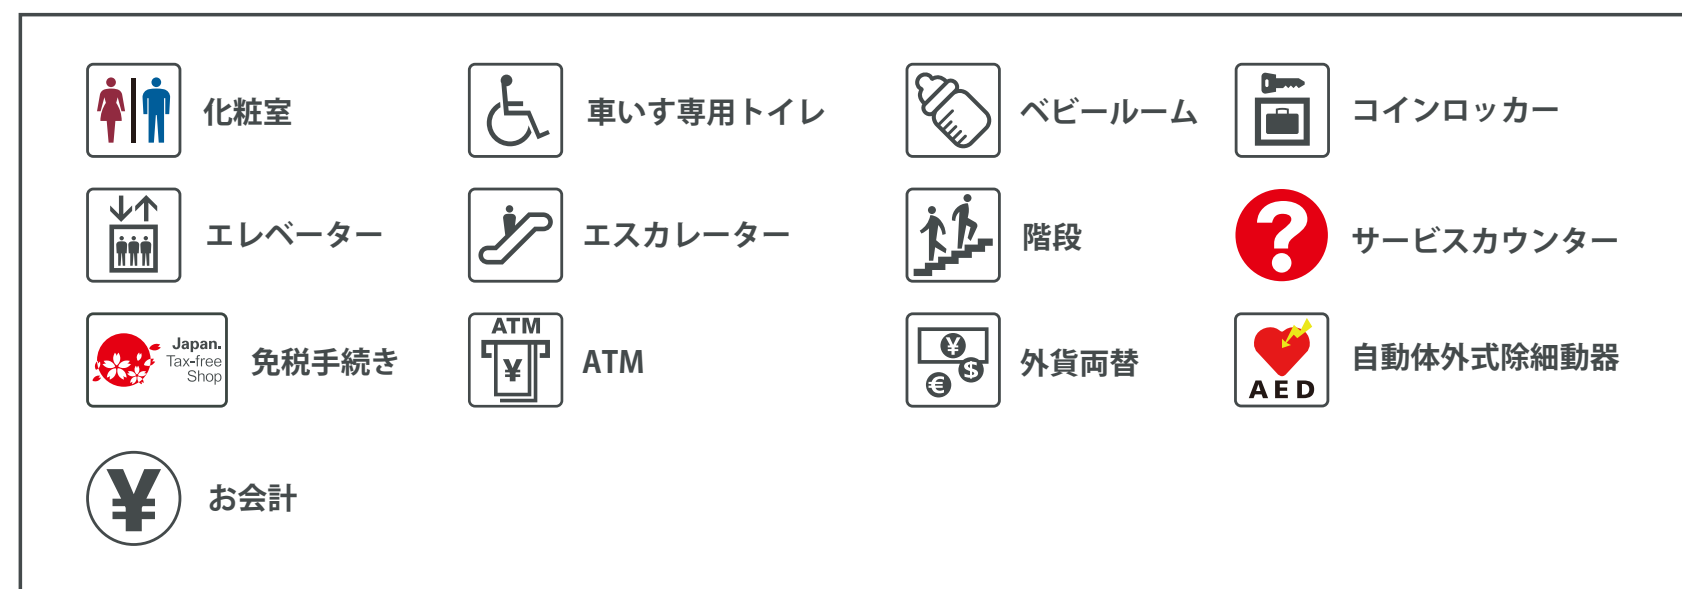 化粧室
車いす専用トイレ
ベビールーム
コインロッカー
エレベーター
エスカレーター
階段
?
サービスカウンター
Japan.
Tax-free
Shop
免税手続き
ATM
¥
ATM
¥
$
€
外貨両替
AED
自動体外式除細動器
¥
お会計